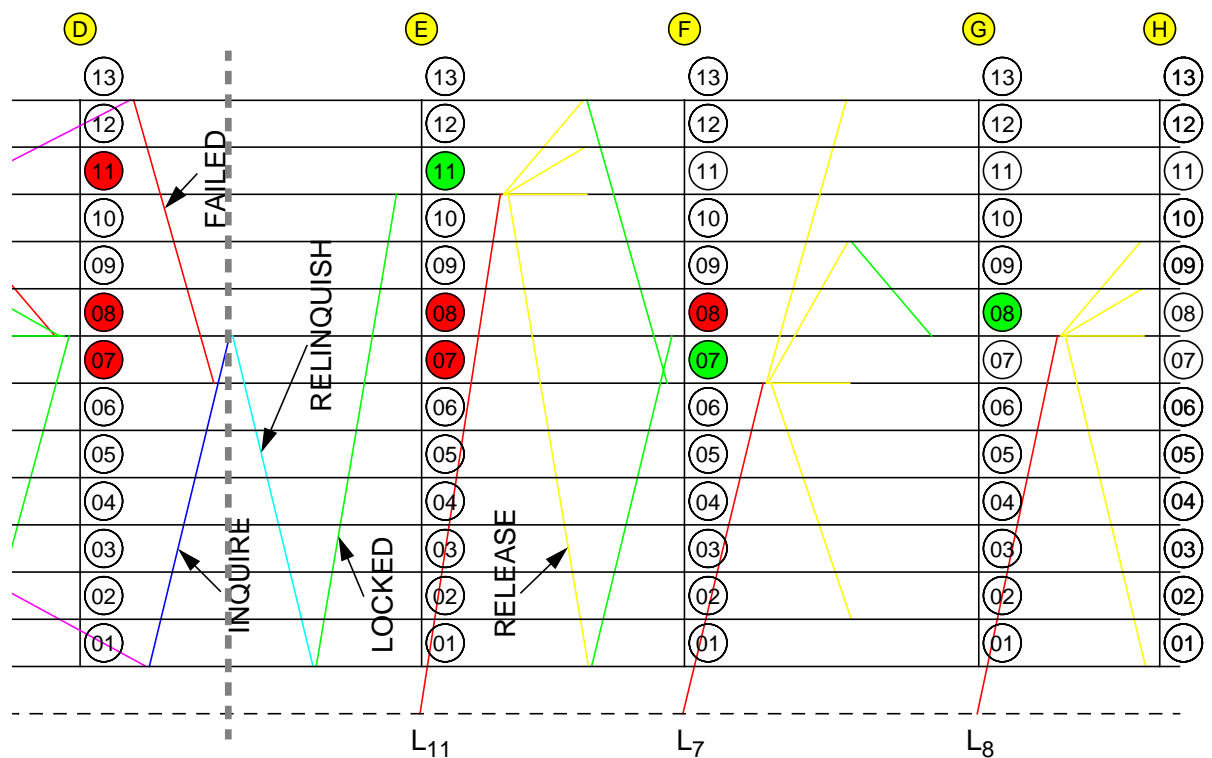 D E F G H
13 13 13 13 13
12 12 12 12 12
11 11 11 11 11
FAILED
10 10 10 10 10
09 09 09 09 09
RELINQUISH
08 08 08 08 08
07 07 07 07 07
06 06 06 06 06
05 05 05 05 05
04 04 04 04 04
03 03 03 03 03
INQUIRE
LOCKED
RELEASE
02 02 02 02 02
01 01 01 01 01
L11 L7 L8